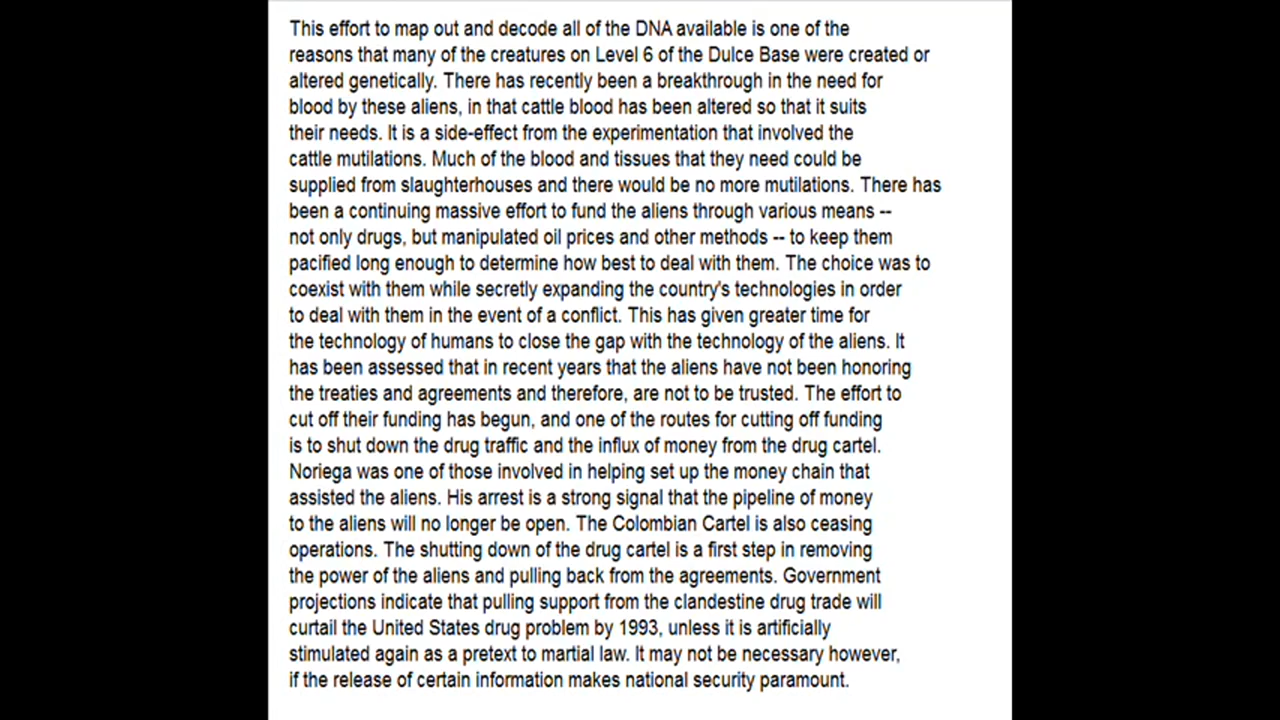 This effort to map out and decode all of the DNA available is one of the
reasons that many of the creatures on Level 6 of the Dulce Base were created or
altered genetically. There has recently been a breakthrough in the need for
blood by these aliens, in that cattle blood has been altered so that it suits
their needs. It is a side-effect from the experimentation that involved the
cattle mutilations. Much of the blood and tissues that they need could be
supplied from slaughterhouses and there would be no more mutilations. There has
been a continuing massive effort to fund the aliens through various means --
not only drugs, but manipulated oil prices and other methods -- to keep them
pacified long enough to determine how best to deal with them. The choice was to
coexist with them while secretly expanding the country's technologies in order
to deal with them in the event of a conflict. This has given greater time for
the technology of humans to close the gap with the technology of the aliens. It
has been assessed that in recent years that the aliens have not been honoring
the treaties and agreements and therefore, are not to be trusted. The effort to
cut off their funding has begun, and one of the routes for cutting off funding
is to shut down the drug traffic and the influx of money from the drug cartel.
Noriega was one of those involved in helping set up the money chain that
assisted the aliens. His arrest is a strong signal that the pipeline of money
to the aliens will no longer be open. The Colombian Cartel is also ceasing
operations. The shutting down of the drug cartel is a first step in removing
the power of the aliens and pulling back from the agreements. Government
projections indicate that pulling support from the clandestine drug trade will
curtail the United States drug problem by 1993, unless it is artificially
stimulated again as a pretext to martial law. It may not be necessary however,
if the release of certain information makes national security paramount.